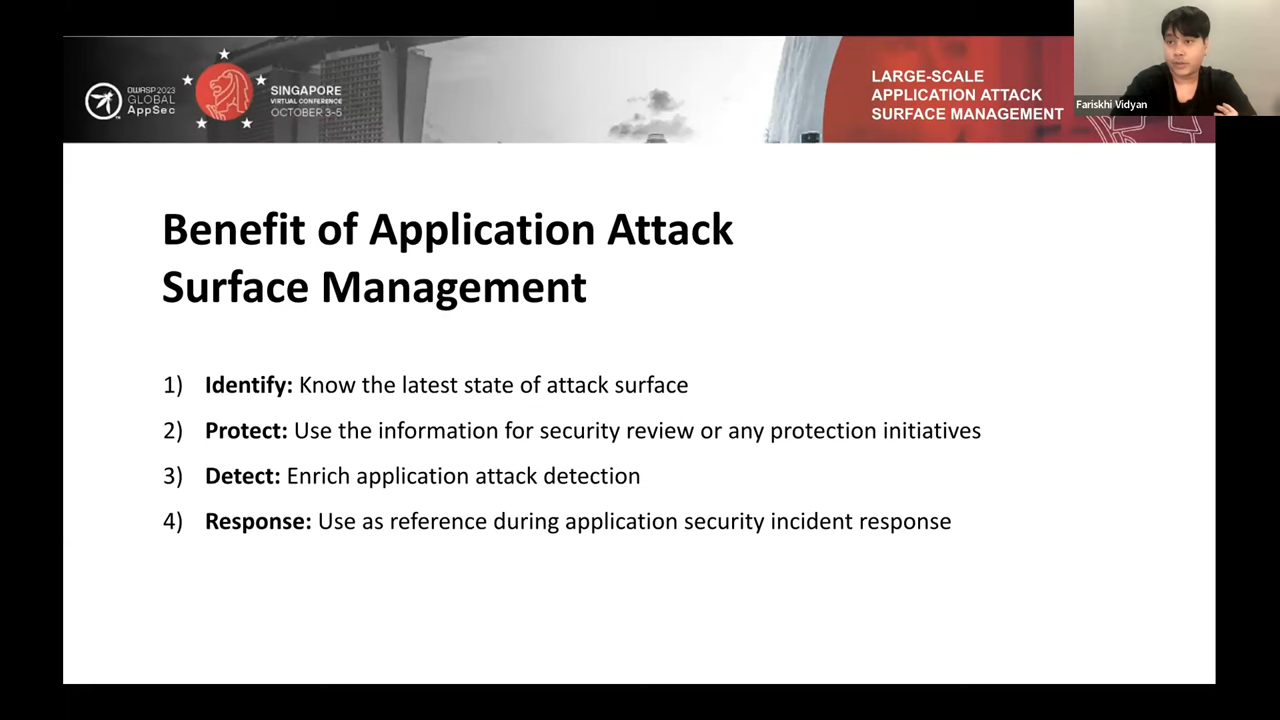 OWASP 2023
GLOBAL
AppSec
SINGAPORE
VIRTUAL CONFERENCE
OCTOBER 3-5
LARGE-SCALE
APPLICATION ATTACK
SURFACE MANAGEMENT
Fariskhi Vidyan
Benefit of Application Attack
Surface Management
1) Identify: Know the latest state of attack surface
2) Protect: Use the information for security review or any protection initiatives
3) Detect: Enrich application attack detection
4) Response: Use as reference during application security incident response